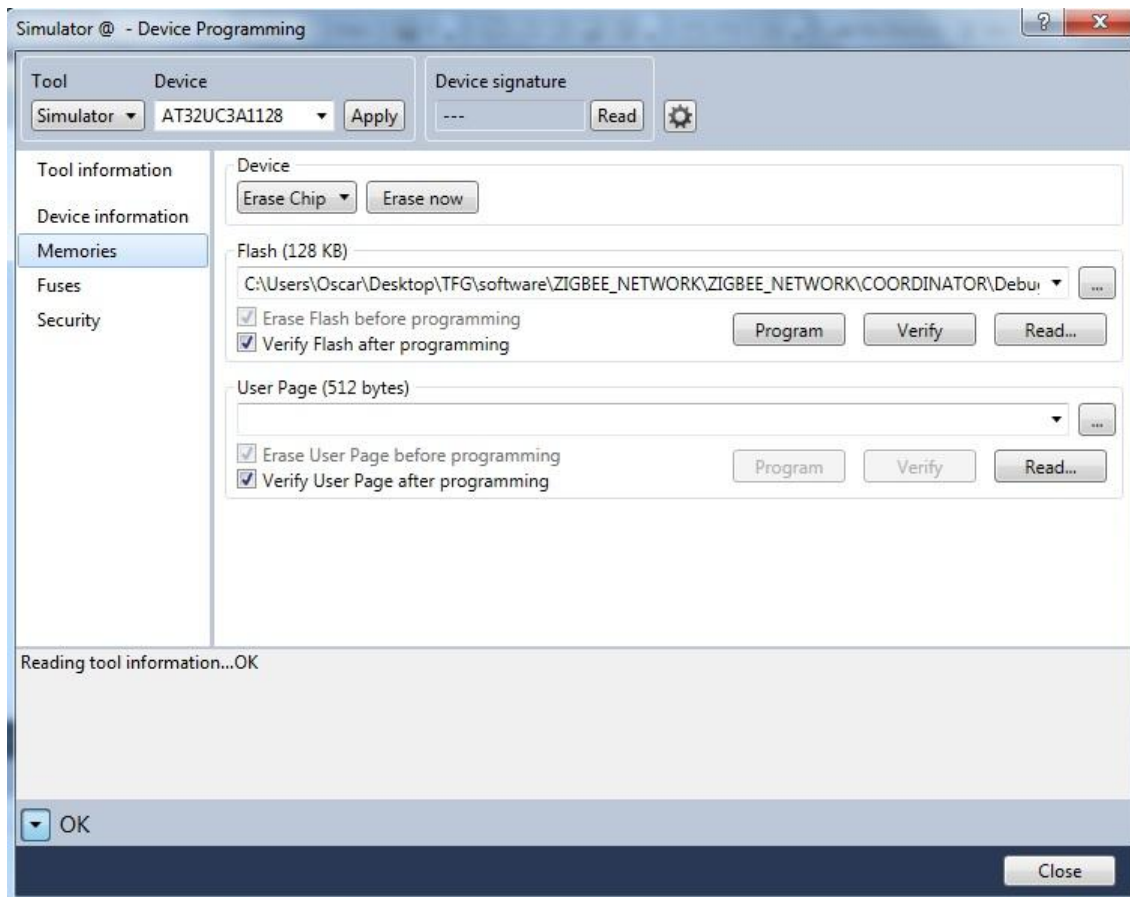 Simulator @ - Device Programming
Tool Device Device signature
Simulator AT32UC3A1128 Apply --- Read
Tool information
Device information
Memories
Fuses
Security
Device
Erase Chip Erase now
Flash (128 KB)
C:\Users\Oscar\Desktop\TFG\software\ZIGBEE_NETWORK\ZIGBEE_NETWORK\COORDINATOR\Debu ...
Erase Flash before programming
Verify Flash after programming
Program Verify Read...
User Page (512 bytes)
...
Erase User Page before programming
Verify User Page after programming
Program Verify Read...
Reading tool information...OK
OK
Close